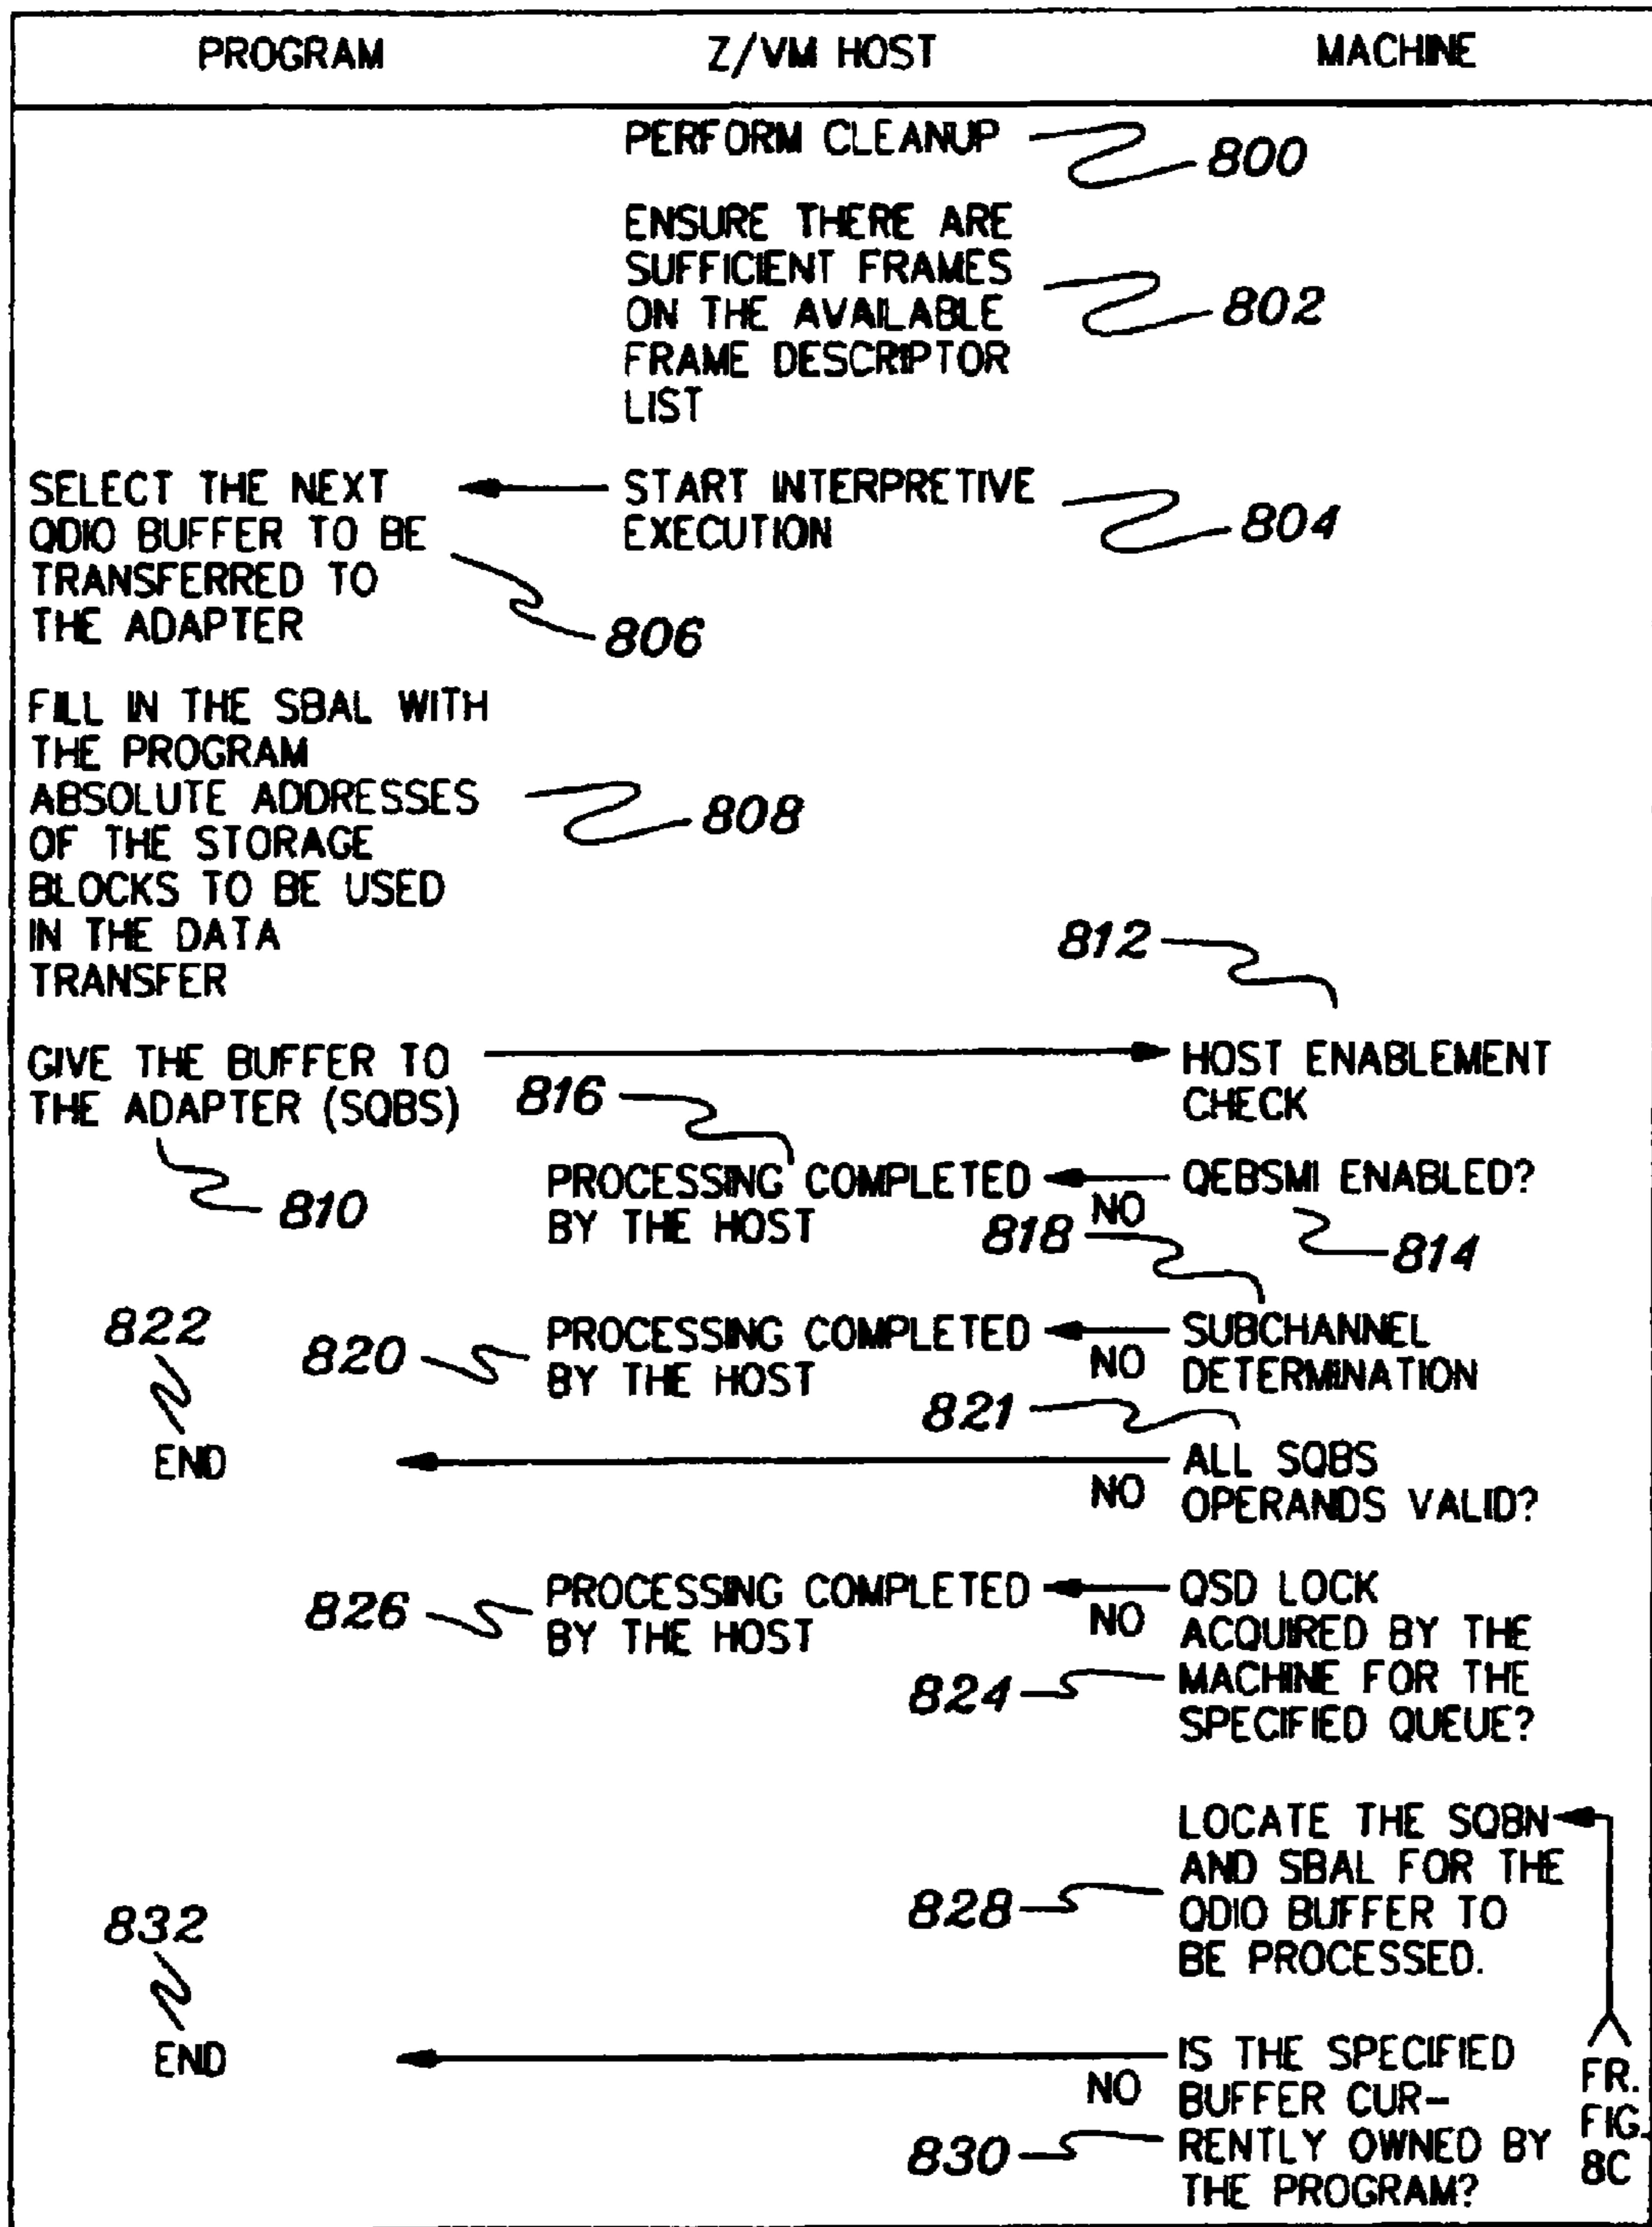 PROGRAM Z/VM HOST MACHINE
PERFORM CLEANUP 800
ENSURE THERE ARE
SUFFICIENT FRAMES
ON THE AVAILABLE 802
FRAME DESCRIPTOR
LIST
SELECT THE NEXT
QDIO BUFFER TO BE
TRANSFERRED TO
THE ADAPTER
806
START INTERPRETIVE
EXECUTION
804
FILL IN THE SBAL WITH
THE PROGRAM
ABSOLUTE ADDRESSES
OF THE STORAGE
BLOCKS TO BE USED
IN THE DATA
TRANSFER
808
812
GIVE THE BUFFER TO
THE ADAPTER (SQBS)
810
HOST ENABLEMENT
CHECK
816
PROCESSING COMPLETED
BY THE HOST
NO
QEBSMI ENABLED?
814
818
822
END
820
PROCESSING COMPLETED
BY THE HOST
NO
SUBCHANNEL
DETERMINATION
821
NO
ALL SQBS
OPERANDS VALID?
826
PROCESSING COMPLETED
BY THE HOST
NO
QSD LOCK
ACQUIRED BY THE
MACHINE FOR THE
SPECIFIED QUEUE?
824
LOCATE THE SQBN
AND SBAL FOR THE
QDIO BUFFER TO
BE PROCESSED.
828
832
END
NO
IS THE SPECIFIED
BUFFER CUR-
RENTLY OWNED BY
THE PROGRAM?
830
FR.
FIG.
8C